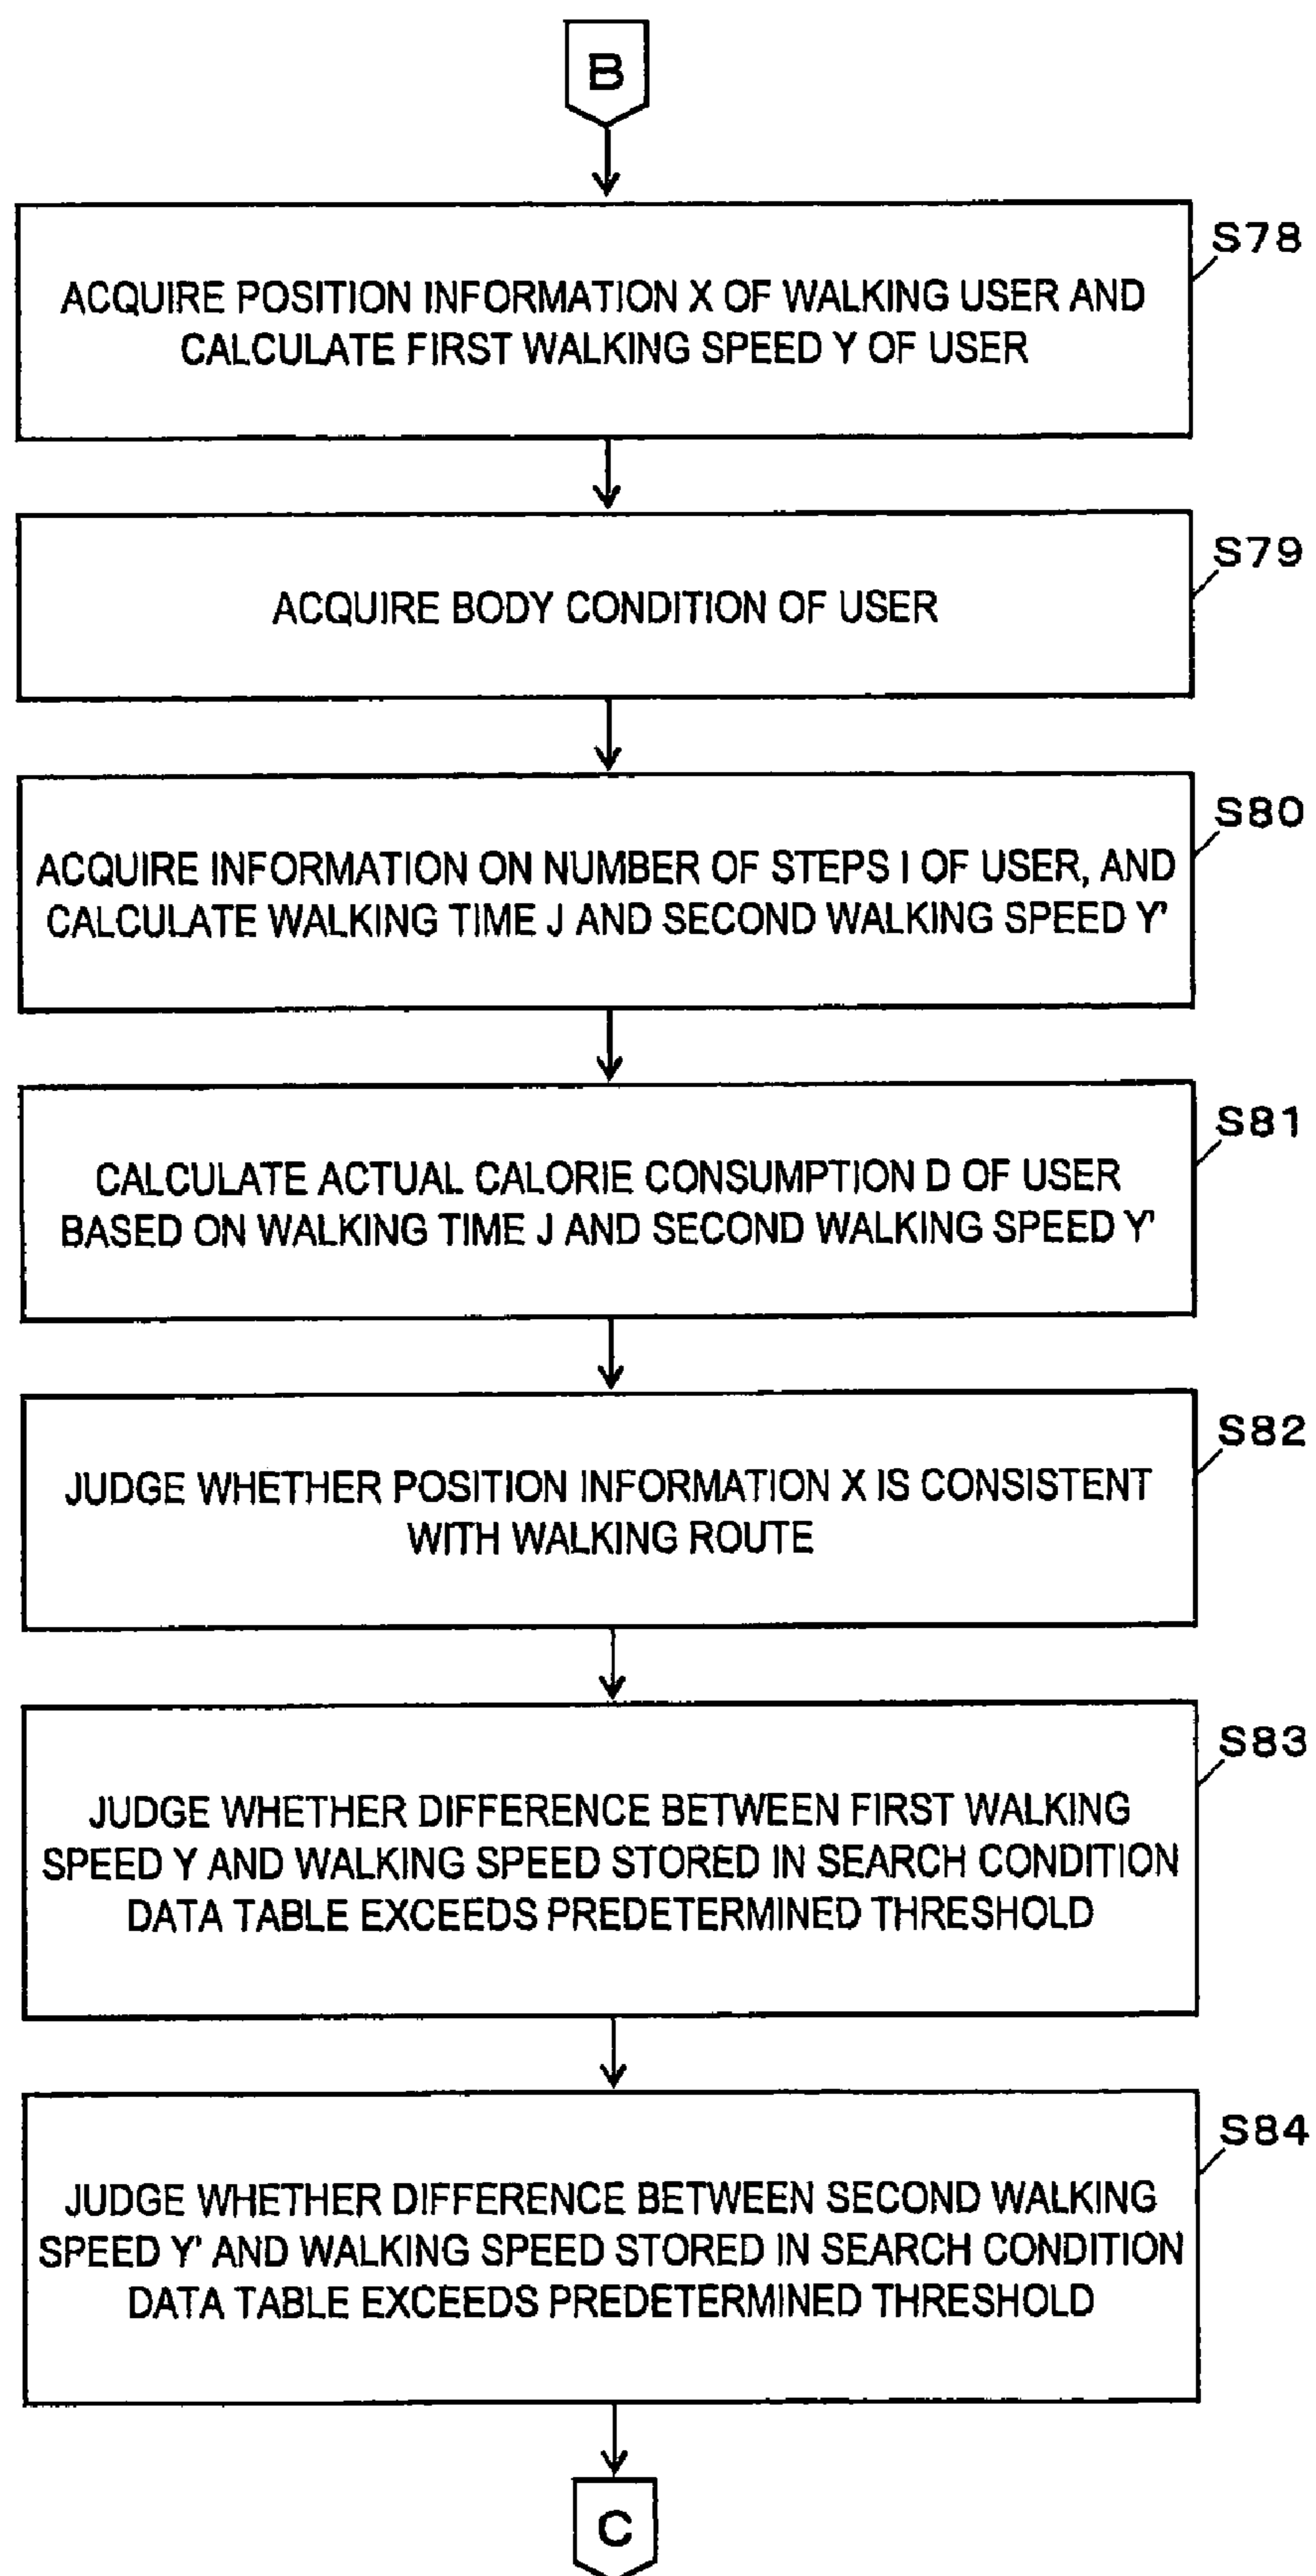 B
S78
ACQUIRE POSITION INFORMATION X OF WALKING USER AND
CALCULATE FIRST WALKING SPEED Y OF USER
S79
ACQUIRE BODY CONDITION OF USER
S80
ACQUIRE INFORMATION ON NUMBER OF STEPS I OF USER, AND
CALCULATE WALKING TIME J AND SECOND WALKING SPEED Y'
S81
CALCULATE ACTUAL CALORIE CONSUMPTION D OF USER
BASED ON WALKING TIME J AND SECOND WALKING SPEED Y'
S82
JUDGE WHETHER POSITION INFORMATION X IS CONSISTENT
WITH WALKING ROUTE
S83
JUDGE WHETHER DIFFERENCE BETWEEN FIRST WALKING
SPEED Y AND WALKING SPEED STORED IN SEARCH CONDITION
DATA TABLE EXCEEDS PREDETERMINED THRESHOLD
S84
JUDGE WHETHER DIFFERENCE BETWEEN SECOND WALKING
SPEED Y' AND WALKING SPEED STORED IN SEARCH CONDITION
DATA TABLE EXCEEDS PREDETERMINED THRESHOLD
C